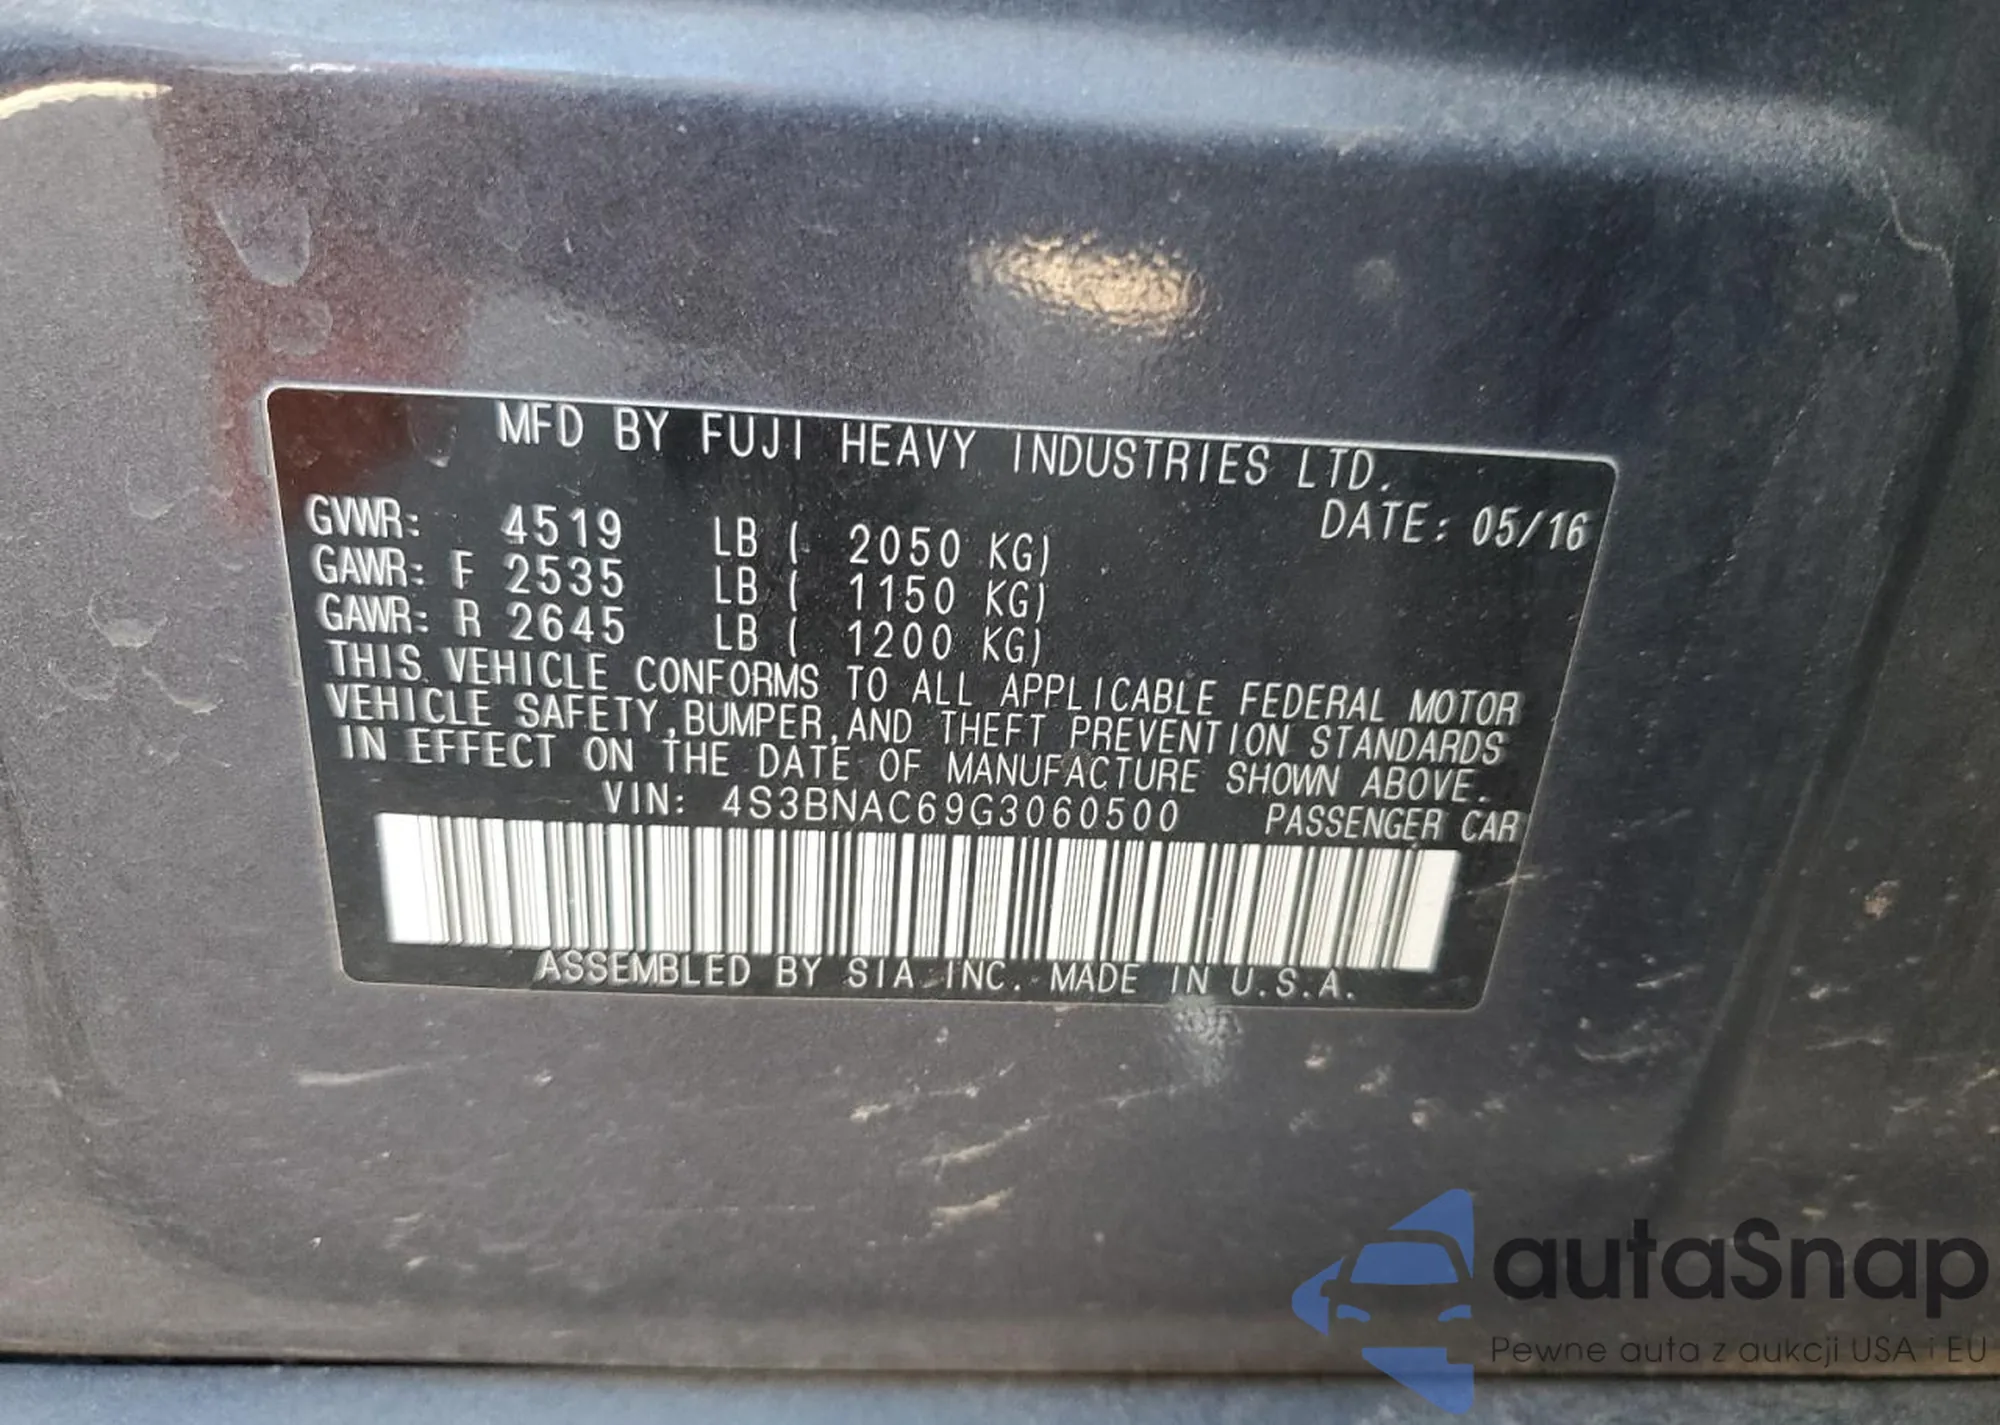 MFD BY FUJI HEAVY INDUSTRIES LTD.
DATE: 05/16
GVWR: 4519 LB ( 2050 KG)
GAWR: F 2535 LB ( 1150 KG)
GAWR: R 2645 LB ( 1200 KG)
THIS VEHICLE CONFORMS TO ALL APPLICABLE FEDERAL MOTOR
VEHICLE SAFETY,BUMPER,AND THEFT PREVENTION STANDARDS
IN EFFECT ON THE DATE OF MANUFACTURE SHOWN ABOVE.
VIN: 4S3BNAC69G3060500 PASSENGER CAR
ASSEMBLED BY SIA INC. MADE IN U.S.A.
autaSnap
Pewne auta z aukcji USA i EU